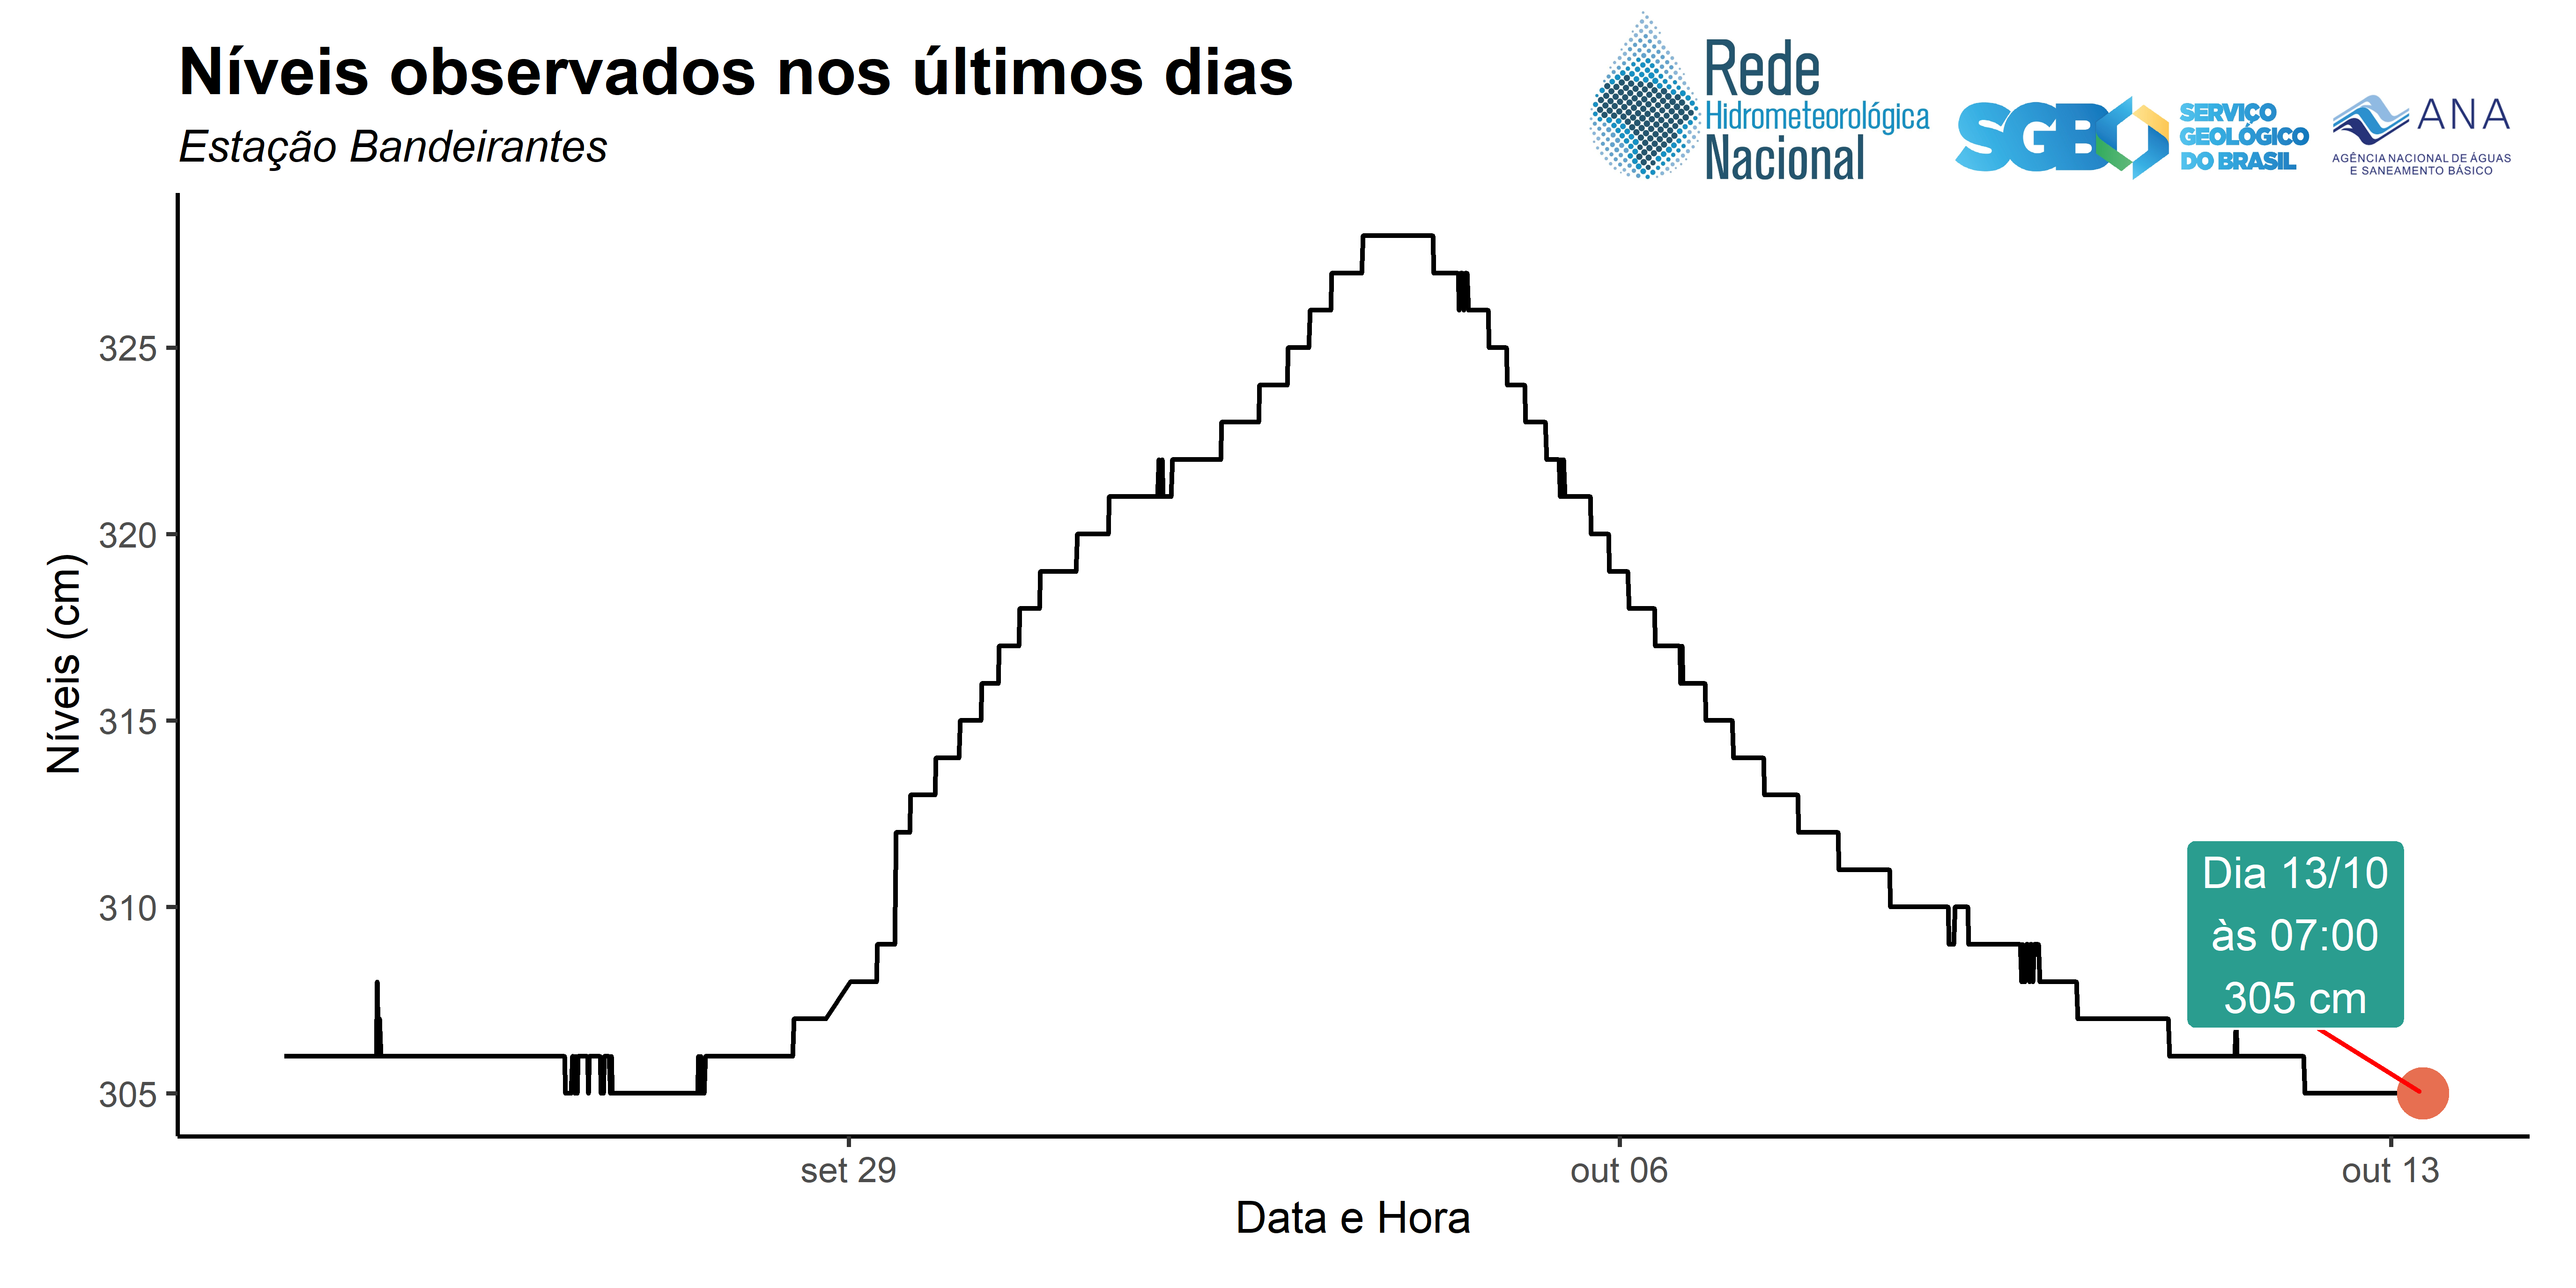 Níveis observados nos últimos dias
Estação Bandeirantes
Rede
Hidrometeorológica
Nacional
SGB
SERVIÇO
GEOLÓGICO
DO BRASIL
ANA
AGÊNCIA NACIONAL DE ÁGUAS
E SANEAMENTO BÁSICO
Níveis (cm)
325
320
315
310
305
Dia 13/10
às 07:00
305 cm
set 29
out 06
out 13
Data e Hora